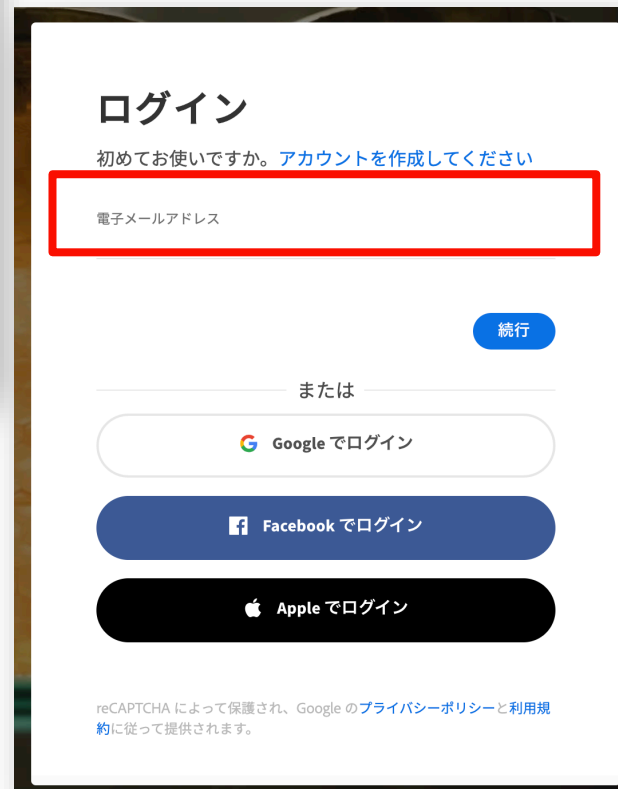 ログイン
初めてお使いですか。アカウントを作成してください
電子メールアドレス
続行
または
Google でログイン
Facebook でログイン
Apple でログイン
reCAPTCHA によって保護され、Google のプライバシーポリシーと利用規
約に従って提供されます。